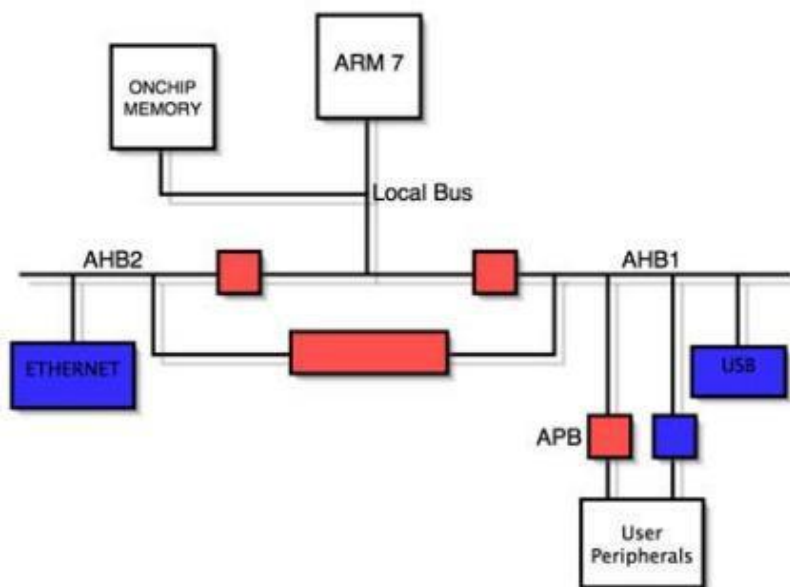 ARM 7
ONCHIP
MEMORY
Local Bus
AHB2
AHB1
ETHERNET
USB
APB
User
Peripherals